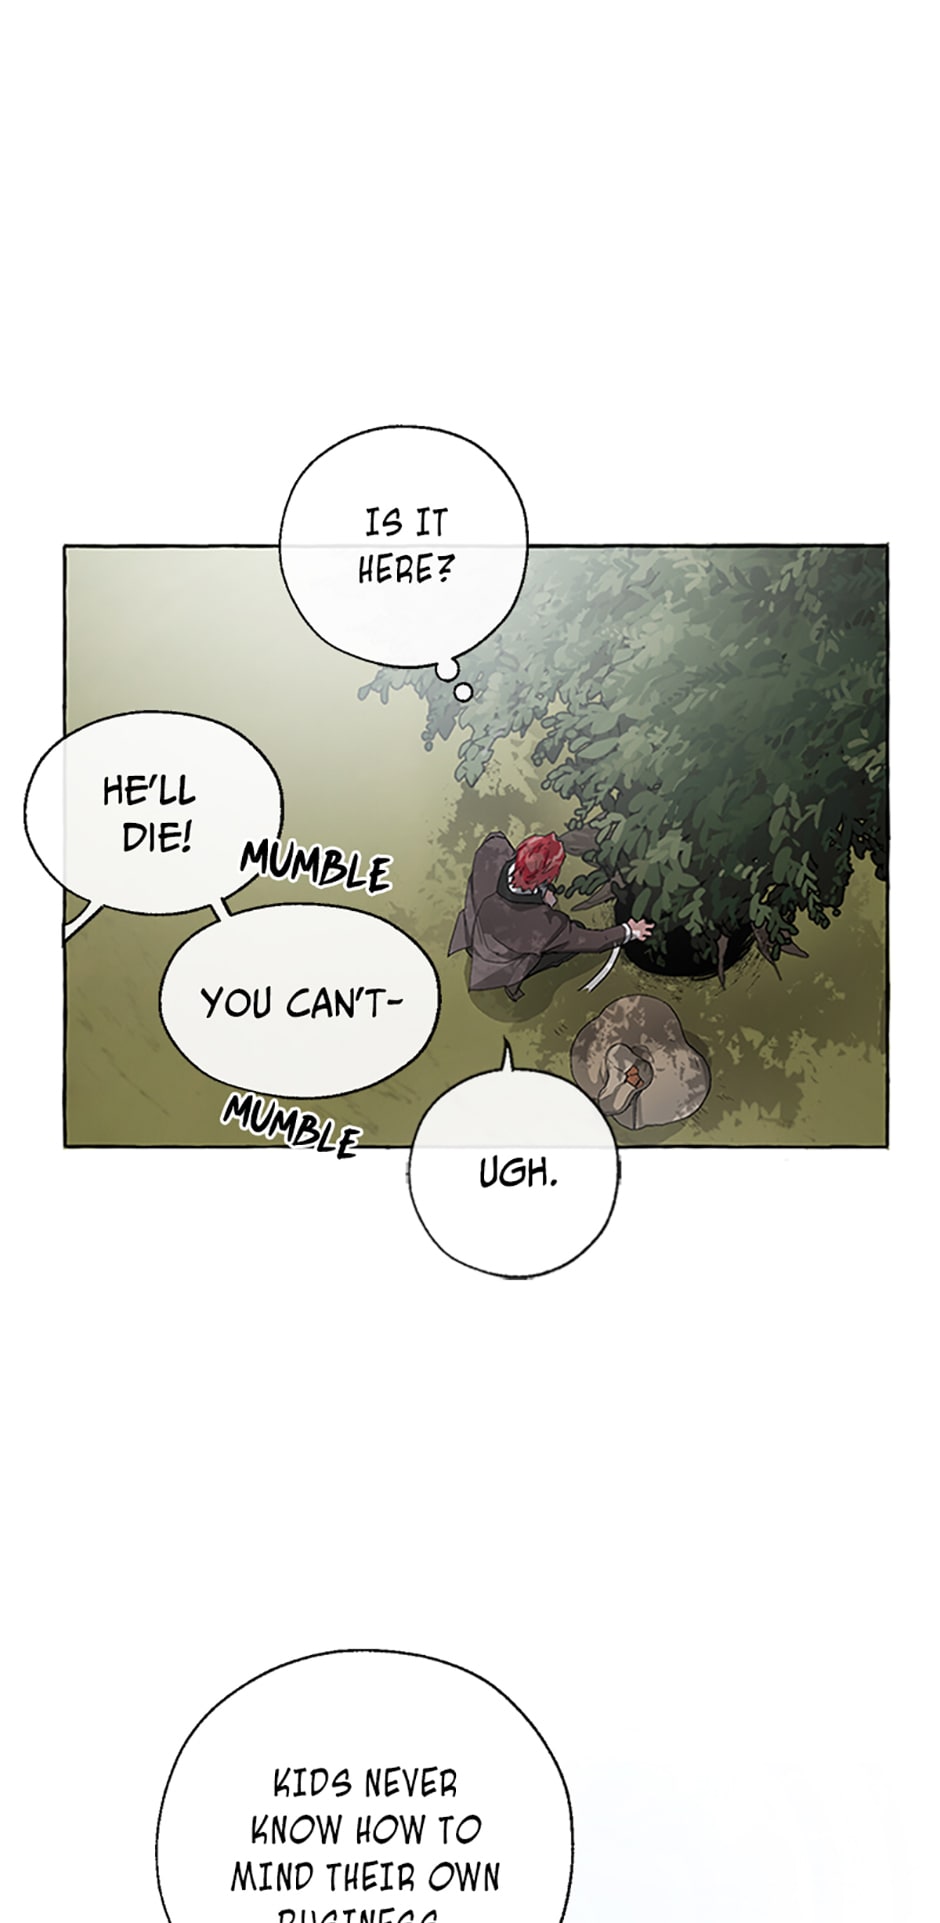 IS IT
HERE?
HE'LL
DIE!
MUMBLE
YOU CAN'T-
MUMBLE
UGH.
KIDS NEVER
KNOW HOW TO
MIND THEIR OWN
BUSINESS